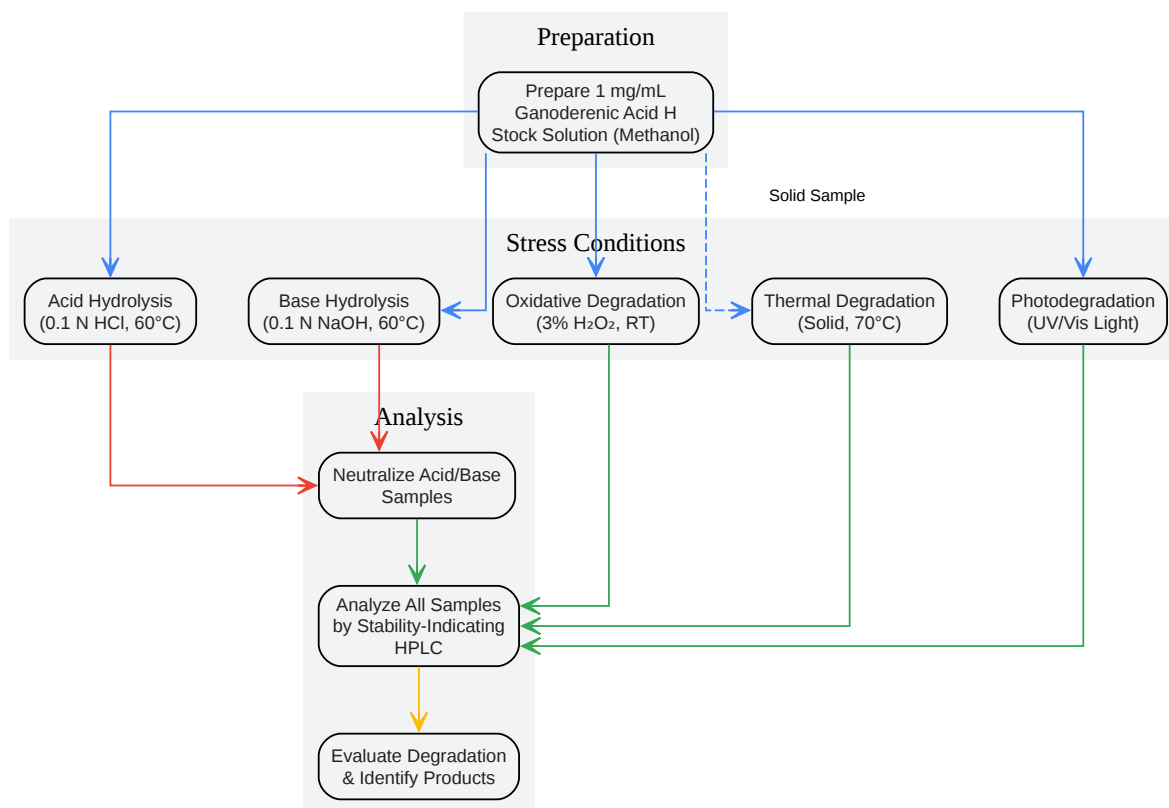 Preparation
Prepare 1 mg/mL
Ganoderenic Acid H
Stock Solution (Methanol)
Solid Sample
Stress Conditions
Acid Hydrolysis
(0.1 N HCl, 60°C)
Base Hydrolysis
(0.1 N NaOH, 60°C)
Oxidative Degradation
(3% H₂O₂, RT)
Thermal Degradation
(Solid, 70°C)
Photodegradation
(UV/Vis Light)
Analysis
Neutralize Acid/Base
Samples
Analyze All Samples
by Stability-Indicating
HPLC
Evaluate Degradation
& Identify Products